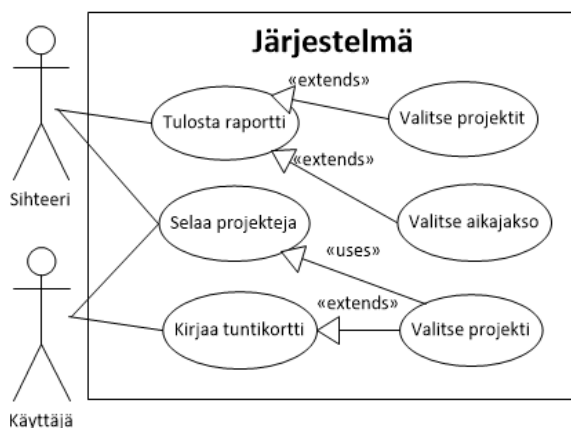 Järjestelmä
«extends»
Tulosta raportti
Valitse projektit
«extends»
Sihteeri
Selaa projekteja
Valitse aikajakso
«uses»
«extends»
Kirjaa tuntikortti
Valitse projekti
Käyttäjä